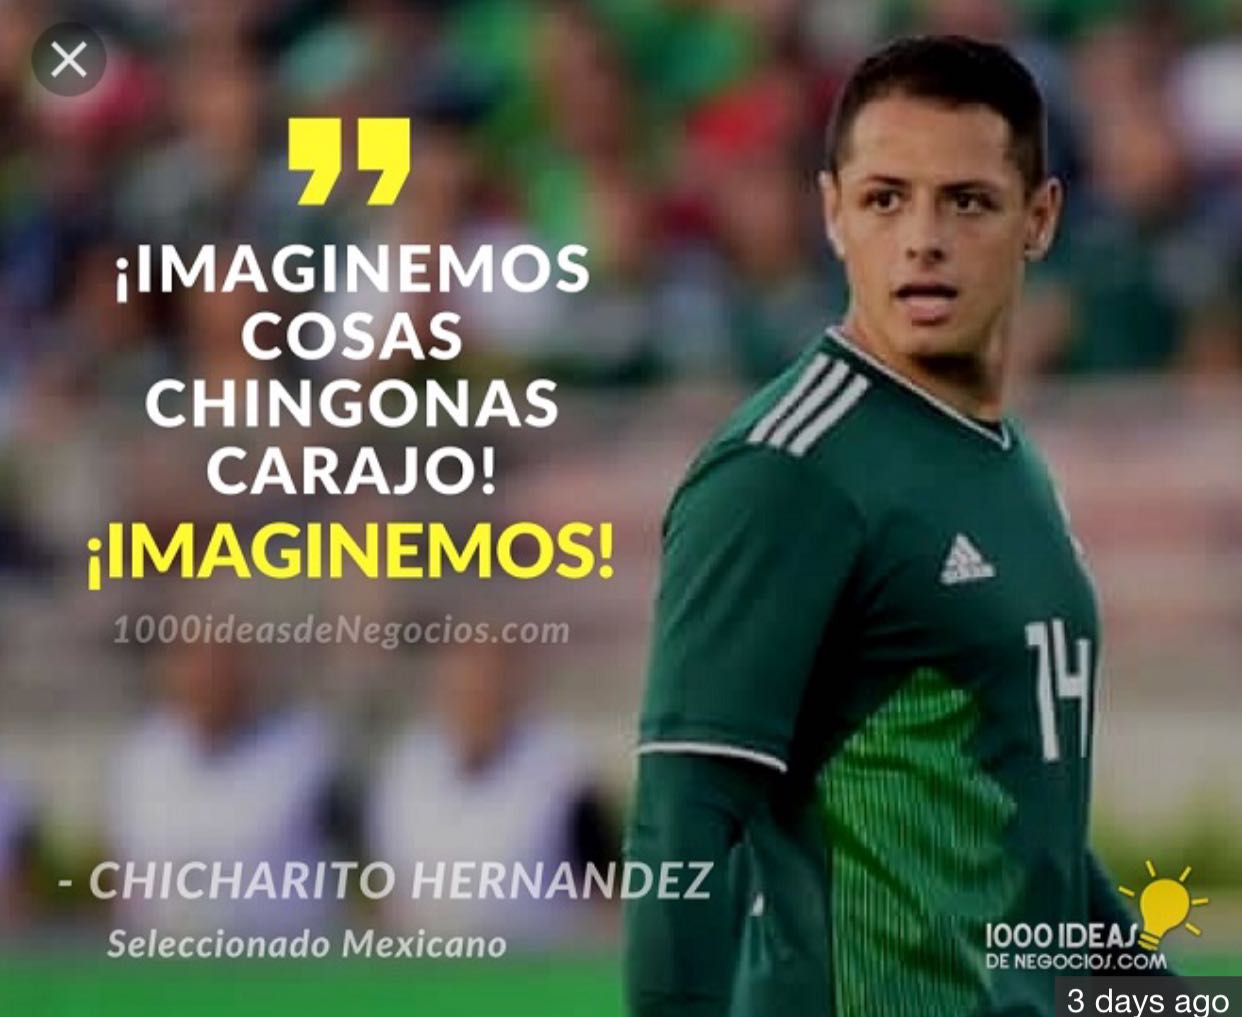 ¡IMAGINEMOS
COSAS
CHINGONAS
CARAJO!
¡IMAGINEMOS!
1000ideasdeNegocios.com
- CHICHARITO HERNANDEZ
Seleccionado Mexicano
adidas
14
1000 IDEAS
DE NEGOCIOS.COM
3 days ago